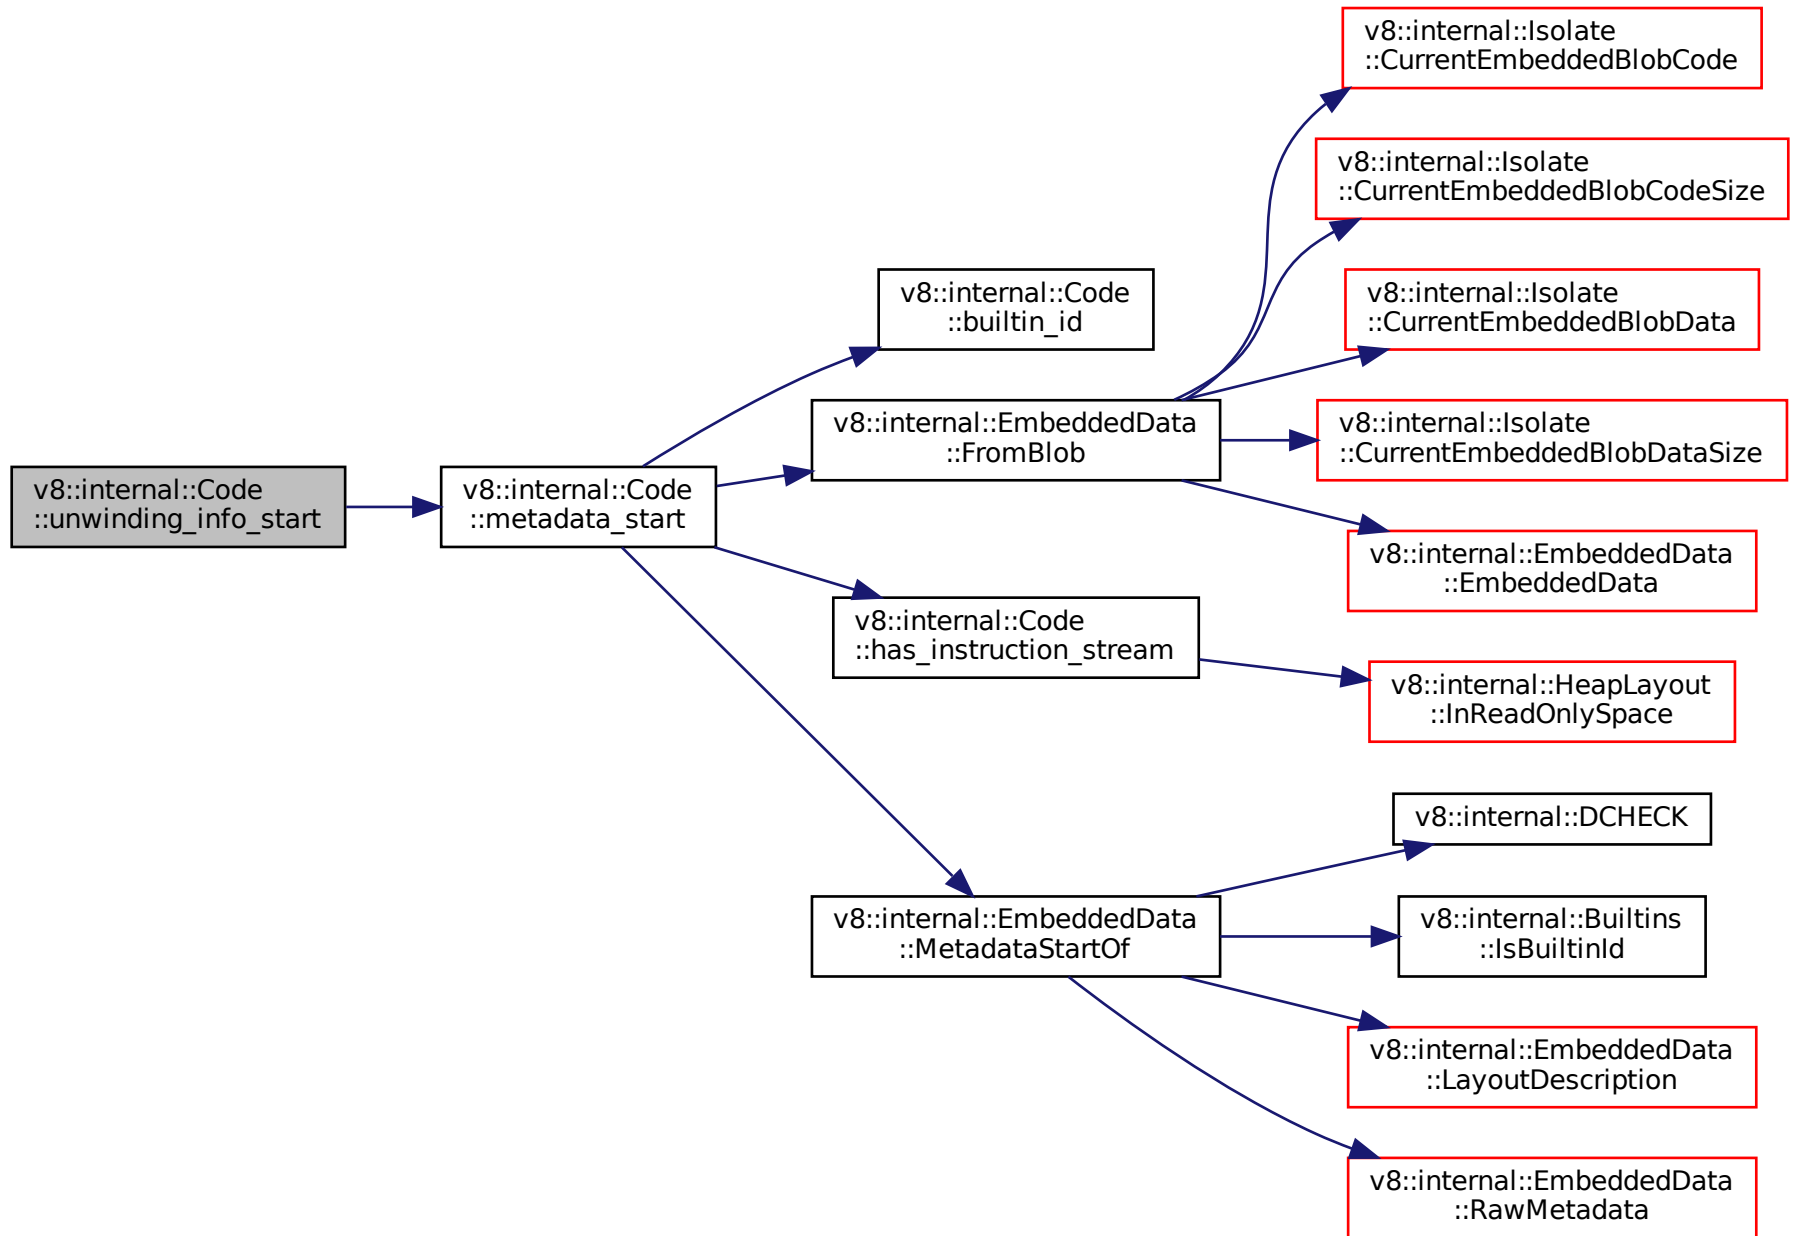 v8::internal::Isolate
::CurrentEmbeddedBlobCode
v8::internal::Isolate
::CurrentEmbeddedBlobCodeSize
v8::internal::Code
::builtin_id
v8::internal::Isolate
::CurrentEmbeddedBlobData
v8::internal::EmbeddedData
::FromBlob
v8::internal::Isolate
::CurrentEmbeddedBlobDataSize
v8::internal::Code
::unwinding_info_start
v8::internal::Code
::metadata_start
v8::internal::EmbeddedData
::EmbeddedData
v8::internal::Code
::has_instruction_stream
v8::internal::HeapLayout
::InReadOnlySpace
v8::internal::DCHECK
v8::internal::EmbeddedData
::MetadataStartOf
v8::internal::Builtins
::IsBuiltinId
v8::internal::EmbeddedData
::LayoutDescription
v8::internal::EmbeddedData
::RawMetadata